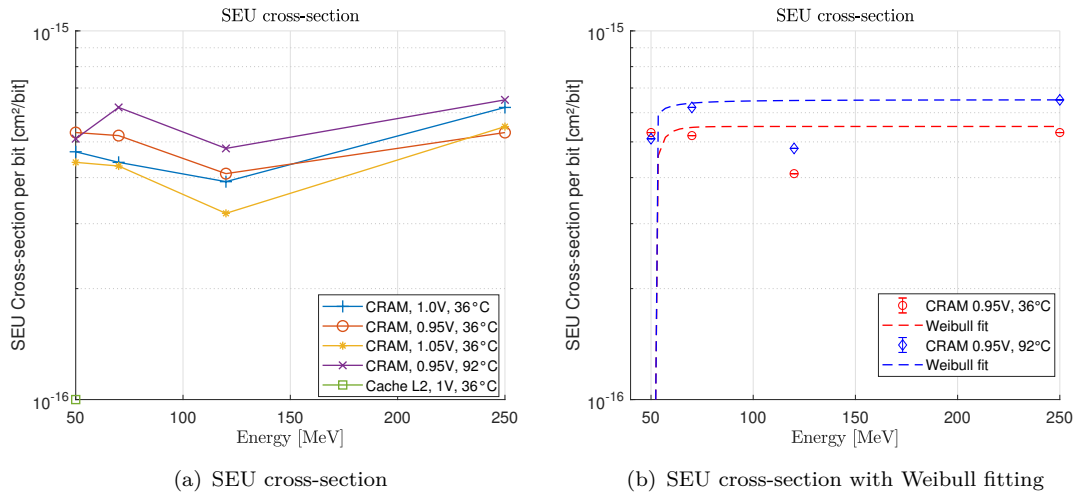 SEU cross-section
10⁻¹⁵
10⁻¹⁶
SEU Cross-section per bit [cm²/bit]
50
100
150
200
250
Energy [MeV]
CRAM, 1.0V, 36°C
CRAM, 0.95V, 36°C
CRAM, 1.05V, 36°C
CRAM, 0.95V, 92°C
Cache L2, 1V, 36°C
(a) SEU cross-section
SEU cross-section
10⁻¹⁵
10⁻¹⁶
SEU Cross-section per bit [cm²/bit]
50
100
150
200
250
Energy [MeV]
CRAM 0.95V, 36°C
Weibull fit
CRAM 0.95V, 92°C
Weibull fit
(b) SEU cross-section with Weibull fitting